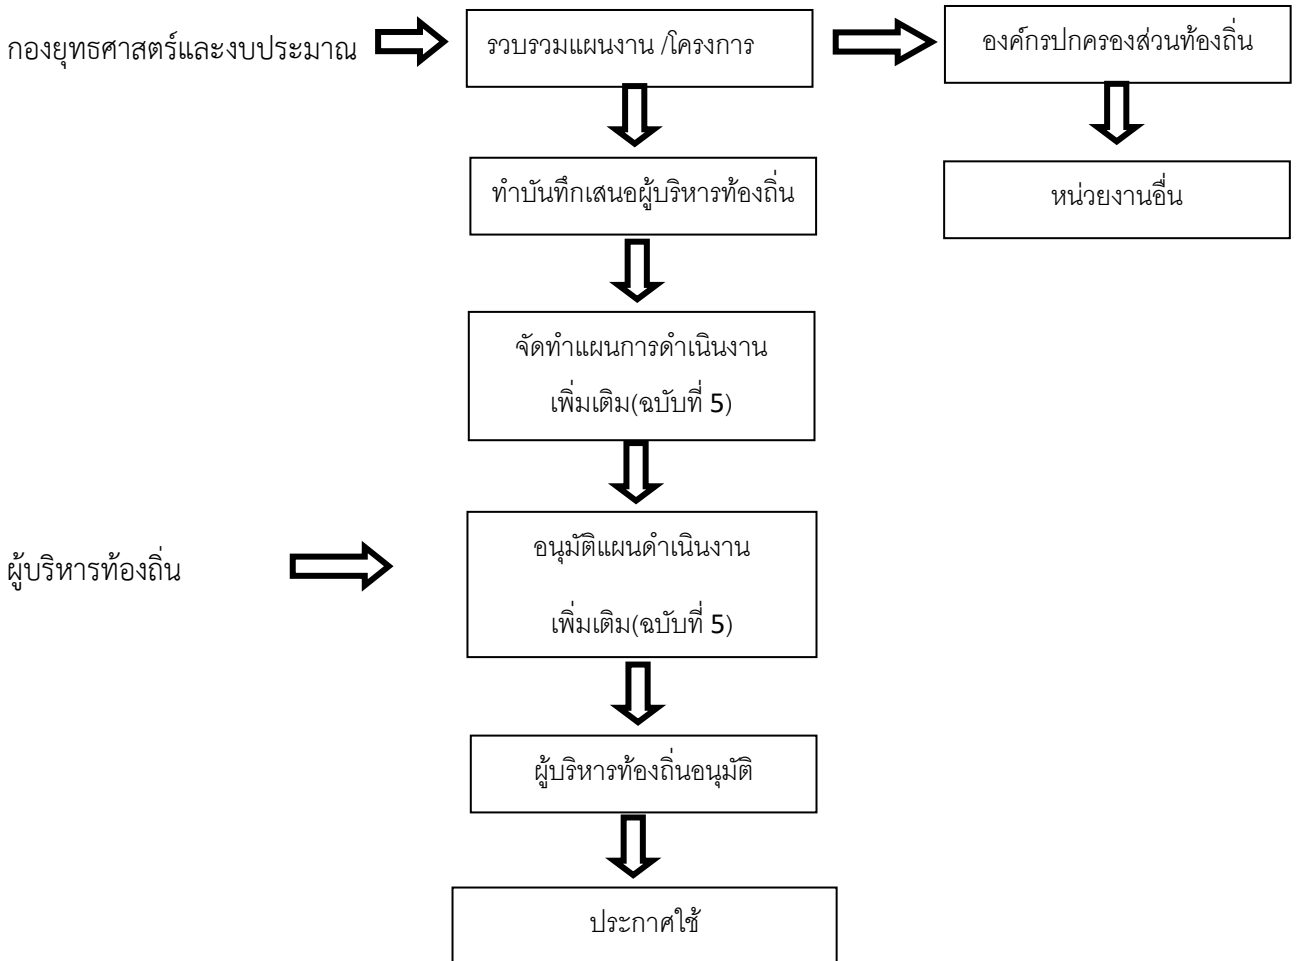 กองยุทธศาสตร์และงบประมาณ
รวบรวมแผนงาน /โครงการ
องค์กรปกครองส่วนท้องถิ่น
ทำบันทึกเสนอผู้บริหารท้องถิ่น
หน่วยงานอื่น
จัดทำแผนการดำเนินงาน
เพิ่มเติม(ฉบับที่ 5)
ผู้บริหารท้องถิ่น
อนุมัติแผนดำเนินงาน
เพิ่มเติม(ฉบับที่ 5)
ผู้บริหารท้องถิ่นอนุมัติ
ประกาศใช้